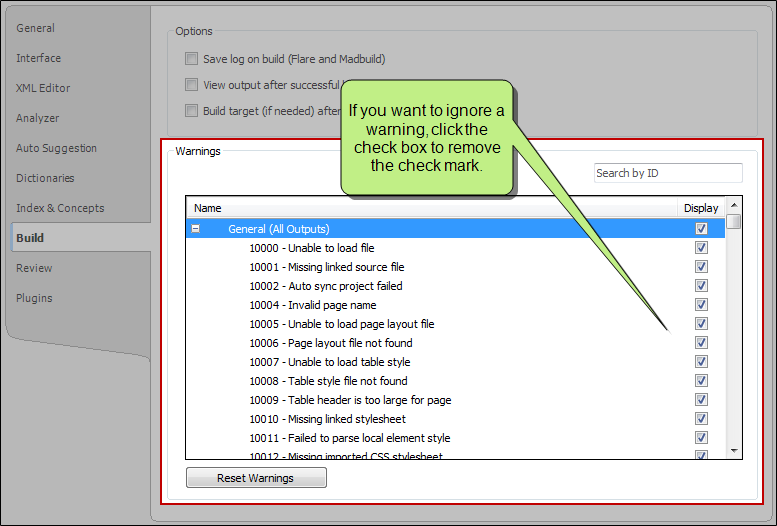 General
Interface
XML Editor
Analyzer
Auto Suggestion
Dictionaries
Index & Concepts
Build
Review
Plugins
Options
Save log on build (Flare and Madbuild)
View output after successful
Build target (if needed) after
If you want to ignore a
warning, click the
check box to remove
the check mark.
Warnings
Search by ID
Name Display
General (All Outputs)
10000 - Unable to load file
10001 - Missing linked source file
10002 - Auto sync project failed
10004 - Invalid page name
10005 - Unable to load page layout file
10006 - Page layout file not found
10007 - Unable to load table style
10008 - Table style file not found
10009 - Table header is too large for page
10010 - Missing linked stylesheet
10011 - Failed to parse local element style
10012 - Missing imported CSS stylesheet
Reset Warnings